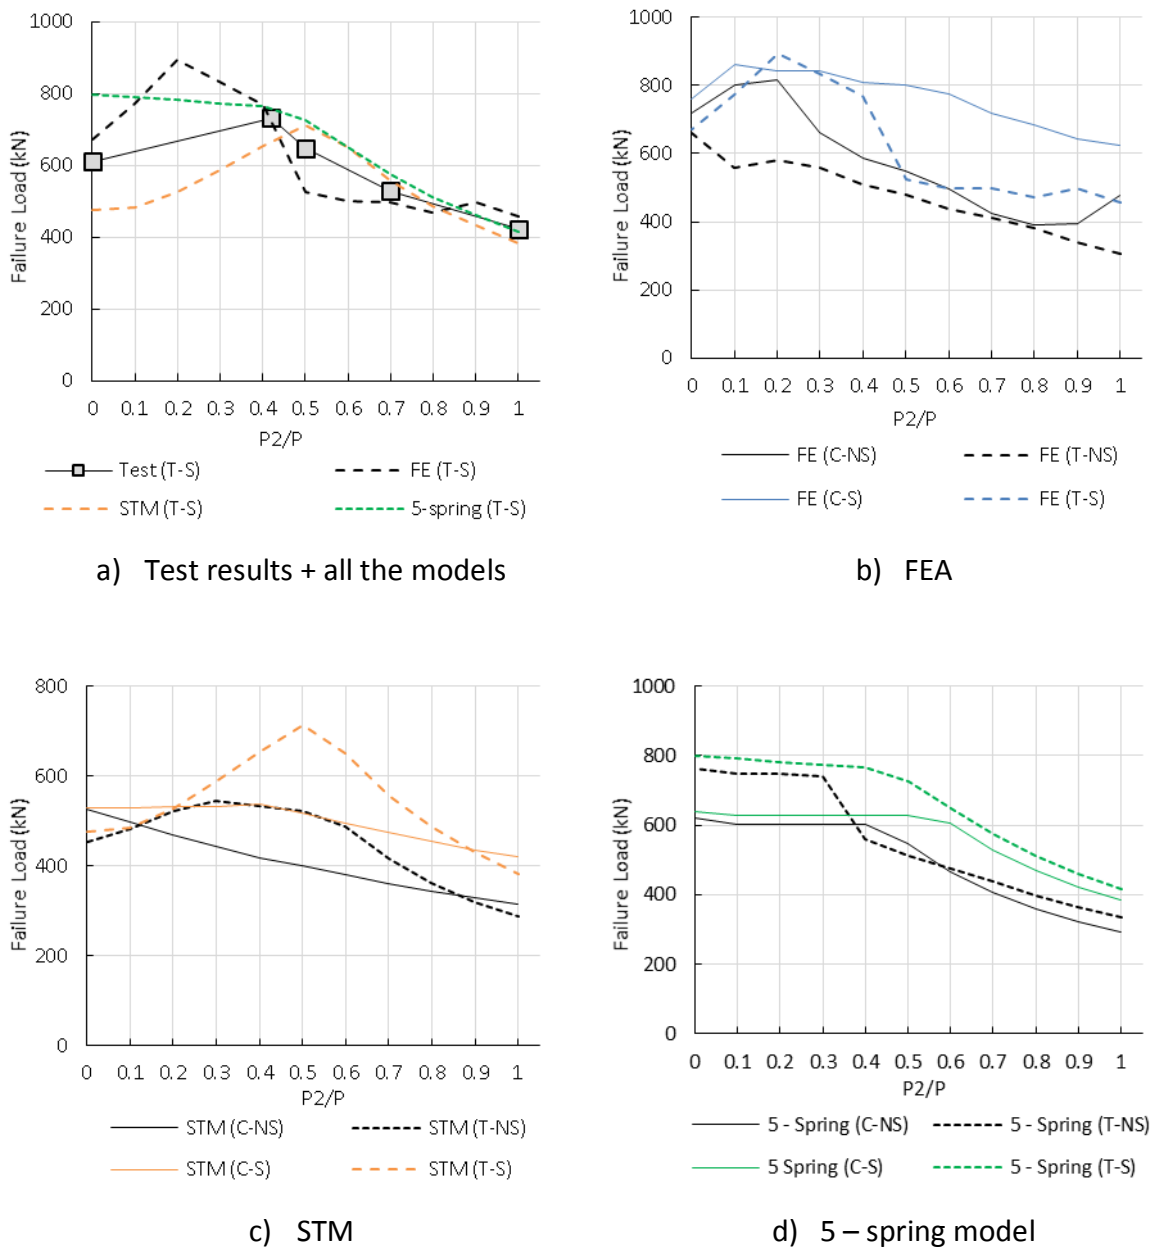 1000
800
600
400
200
0
Failure Load (kN)
0 0.1 0.2 0.3 0.4 0.5 0.6 0.7 0.8 0.9 1
P2/P
Test (T-S) FE (T-S)
STM (T-S) 5-spring (T-S)
a) Test results + all the models
1000
800
600
400
200
0
Failure Load (kN)
0 0.1 0.2 0.3 0.4 0.5 0.6 0.7 0.8 0.9 1
P2/P
FE (C-NS) FE (T-NS)
FE (C-S) FE (T-S)
b) FEA
800
600
400
200
0
Failure Load (kN)
0 0.1 0.2 0.3 0.4 0.5 0.6 0.7 0.8 0.9 1
P2/P
STM (C-NS) STM (T-NS)
STM (C-S) STM (T-S)
c) STM
1000
800
600
400
200
0
Failure Load (kN)
0 0.1 0.2 0.3 0.4 0.5 0.6 0.7 0.8 0.9 1
P2/P
5 - Spring (C-NS) 5 - Spring (T-NS)
5 Spring (C-S) 5 - Spring (T-S)
d) 5 – spring model